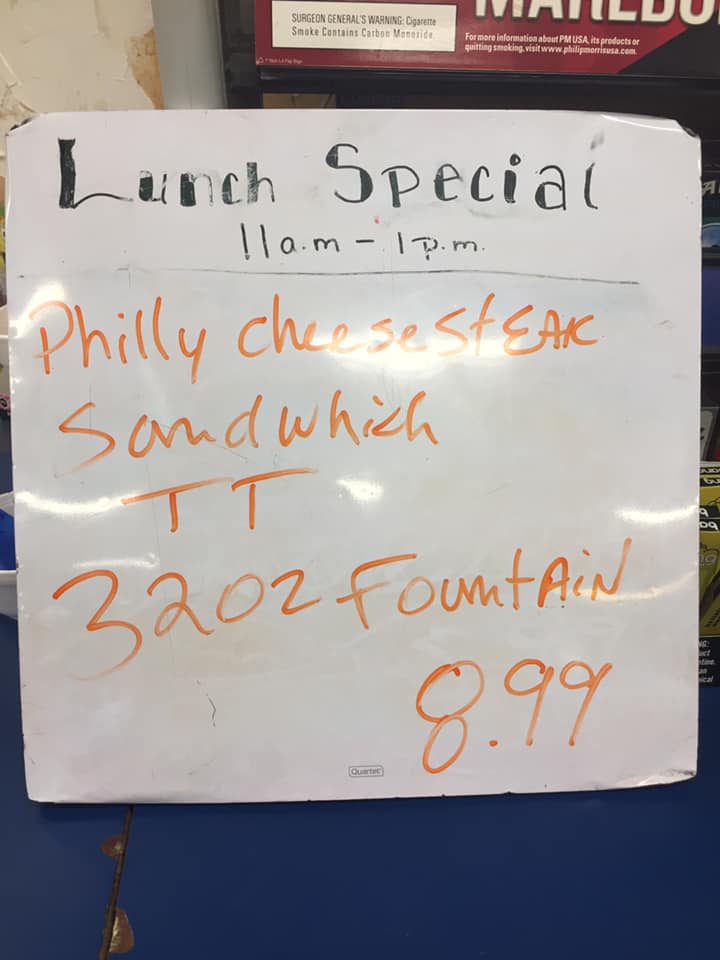 SURGEON GENERAL'S WARNING: Cigarette
Smoke Contains Carbon Monoxide.
For more information about PM USA, its products or
quitting smoking, visit www.philipmorrisusa.com.
Lunch Special
11a.m - 1p.m.
Philly cheesestEAK
Sandwhich
TT
32oz FountAiN
8.99
Quartet